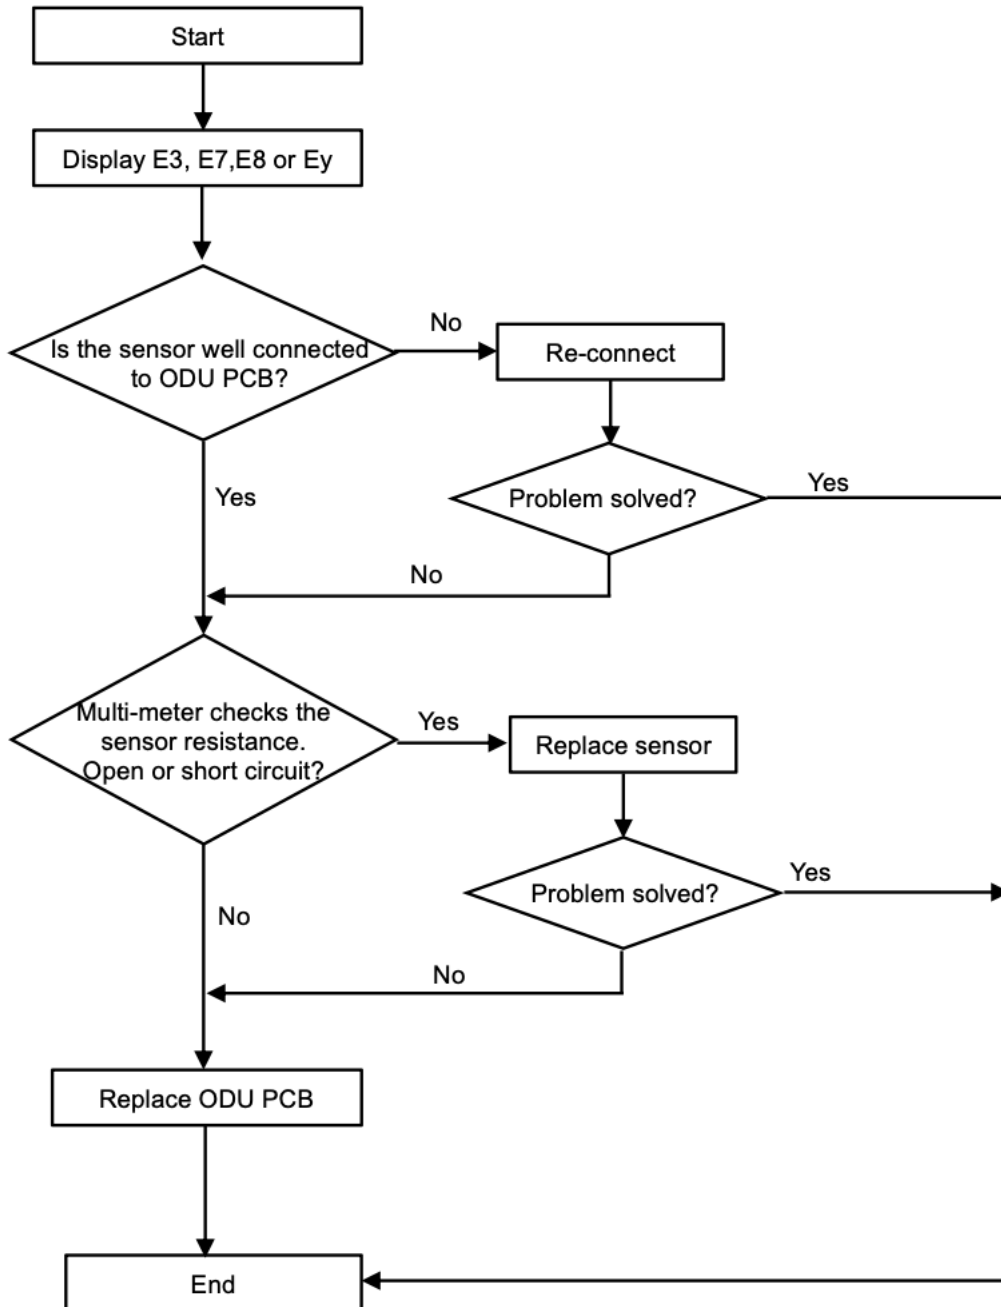 Start
Display E3, E7,E8 or Ey
Is the sensor well connected
to ODU PCB?
No
Re-connect
Yes
Problem solved?
Yes
No
Multi-meter checks the
sensor resistance.
Open or short circuit?
Yes
Replace sensor
Problem solved?
Yes
No
No
Replace ODU PCB
End